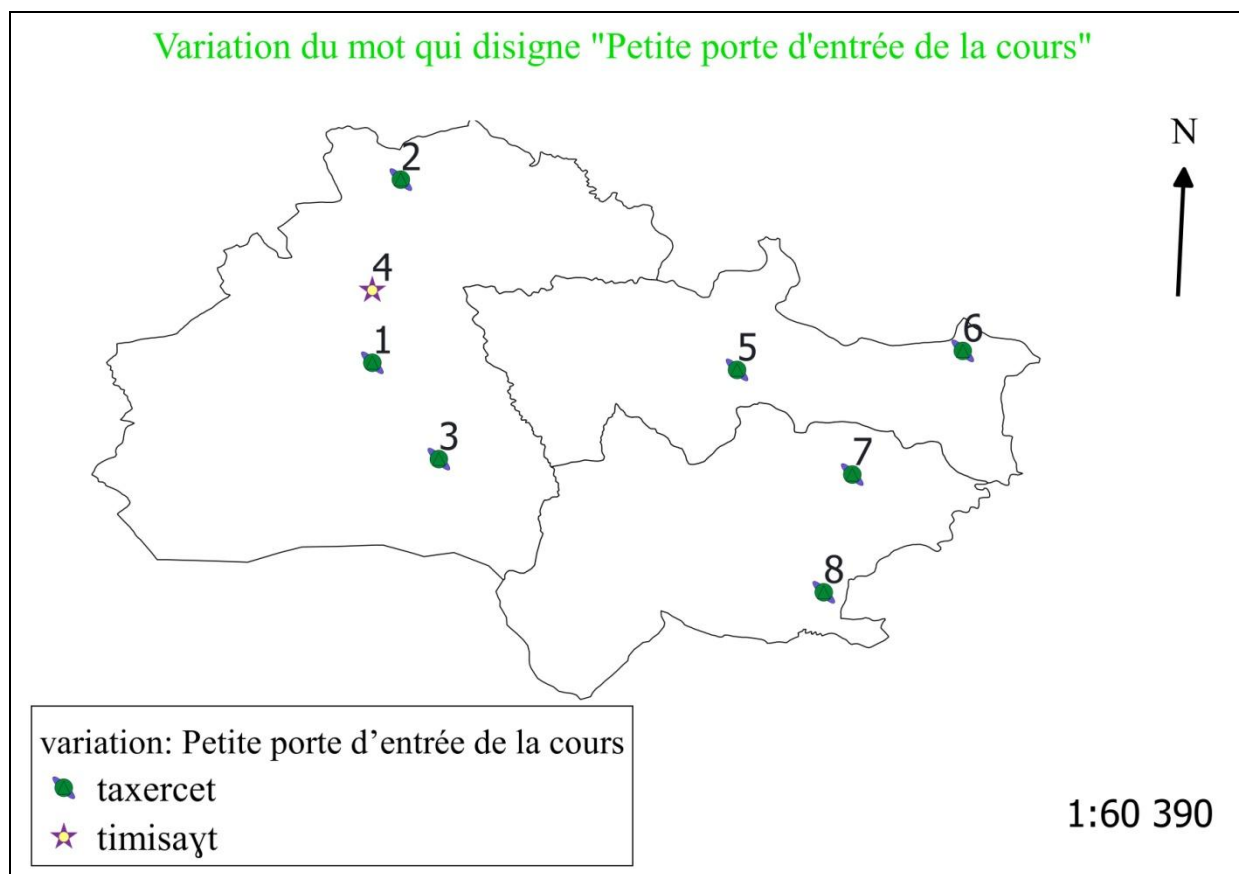 Variation du mot qui disigne "Petite porte d'entrée de la cours"
N
2
4
1
6
5
3
7
8
variation: Petite porte d’entrée de la cours
taxercet
timisaɣt
1:60 390